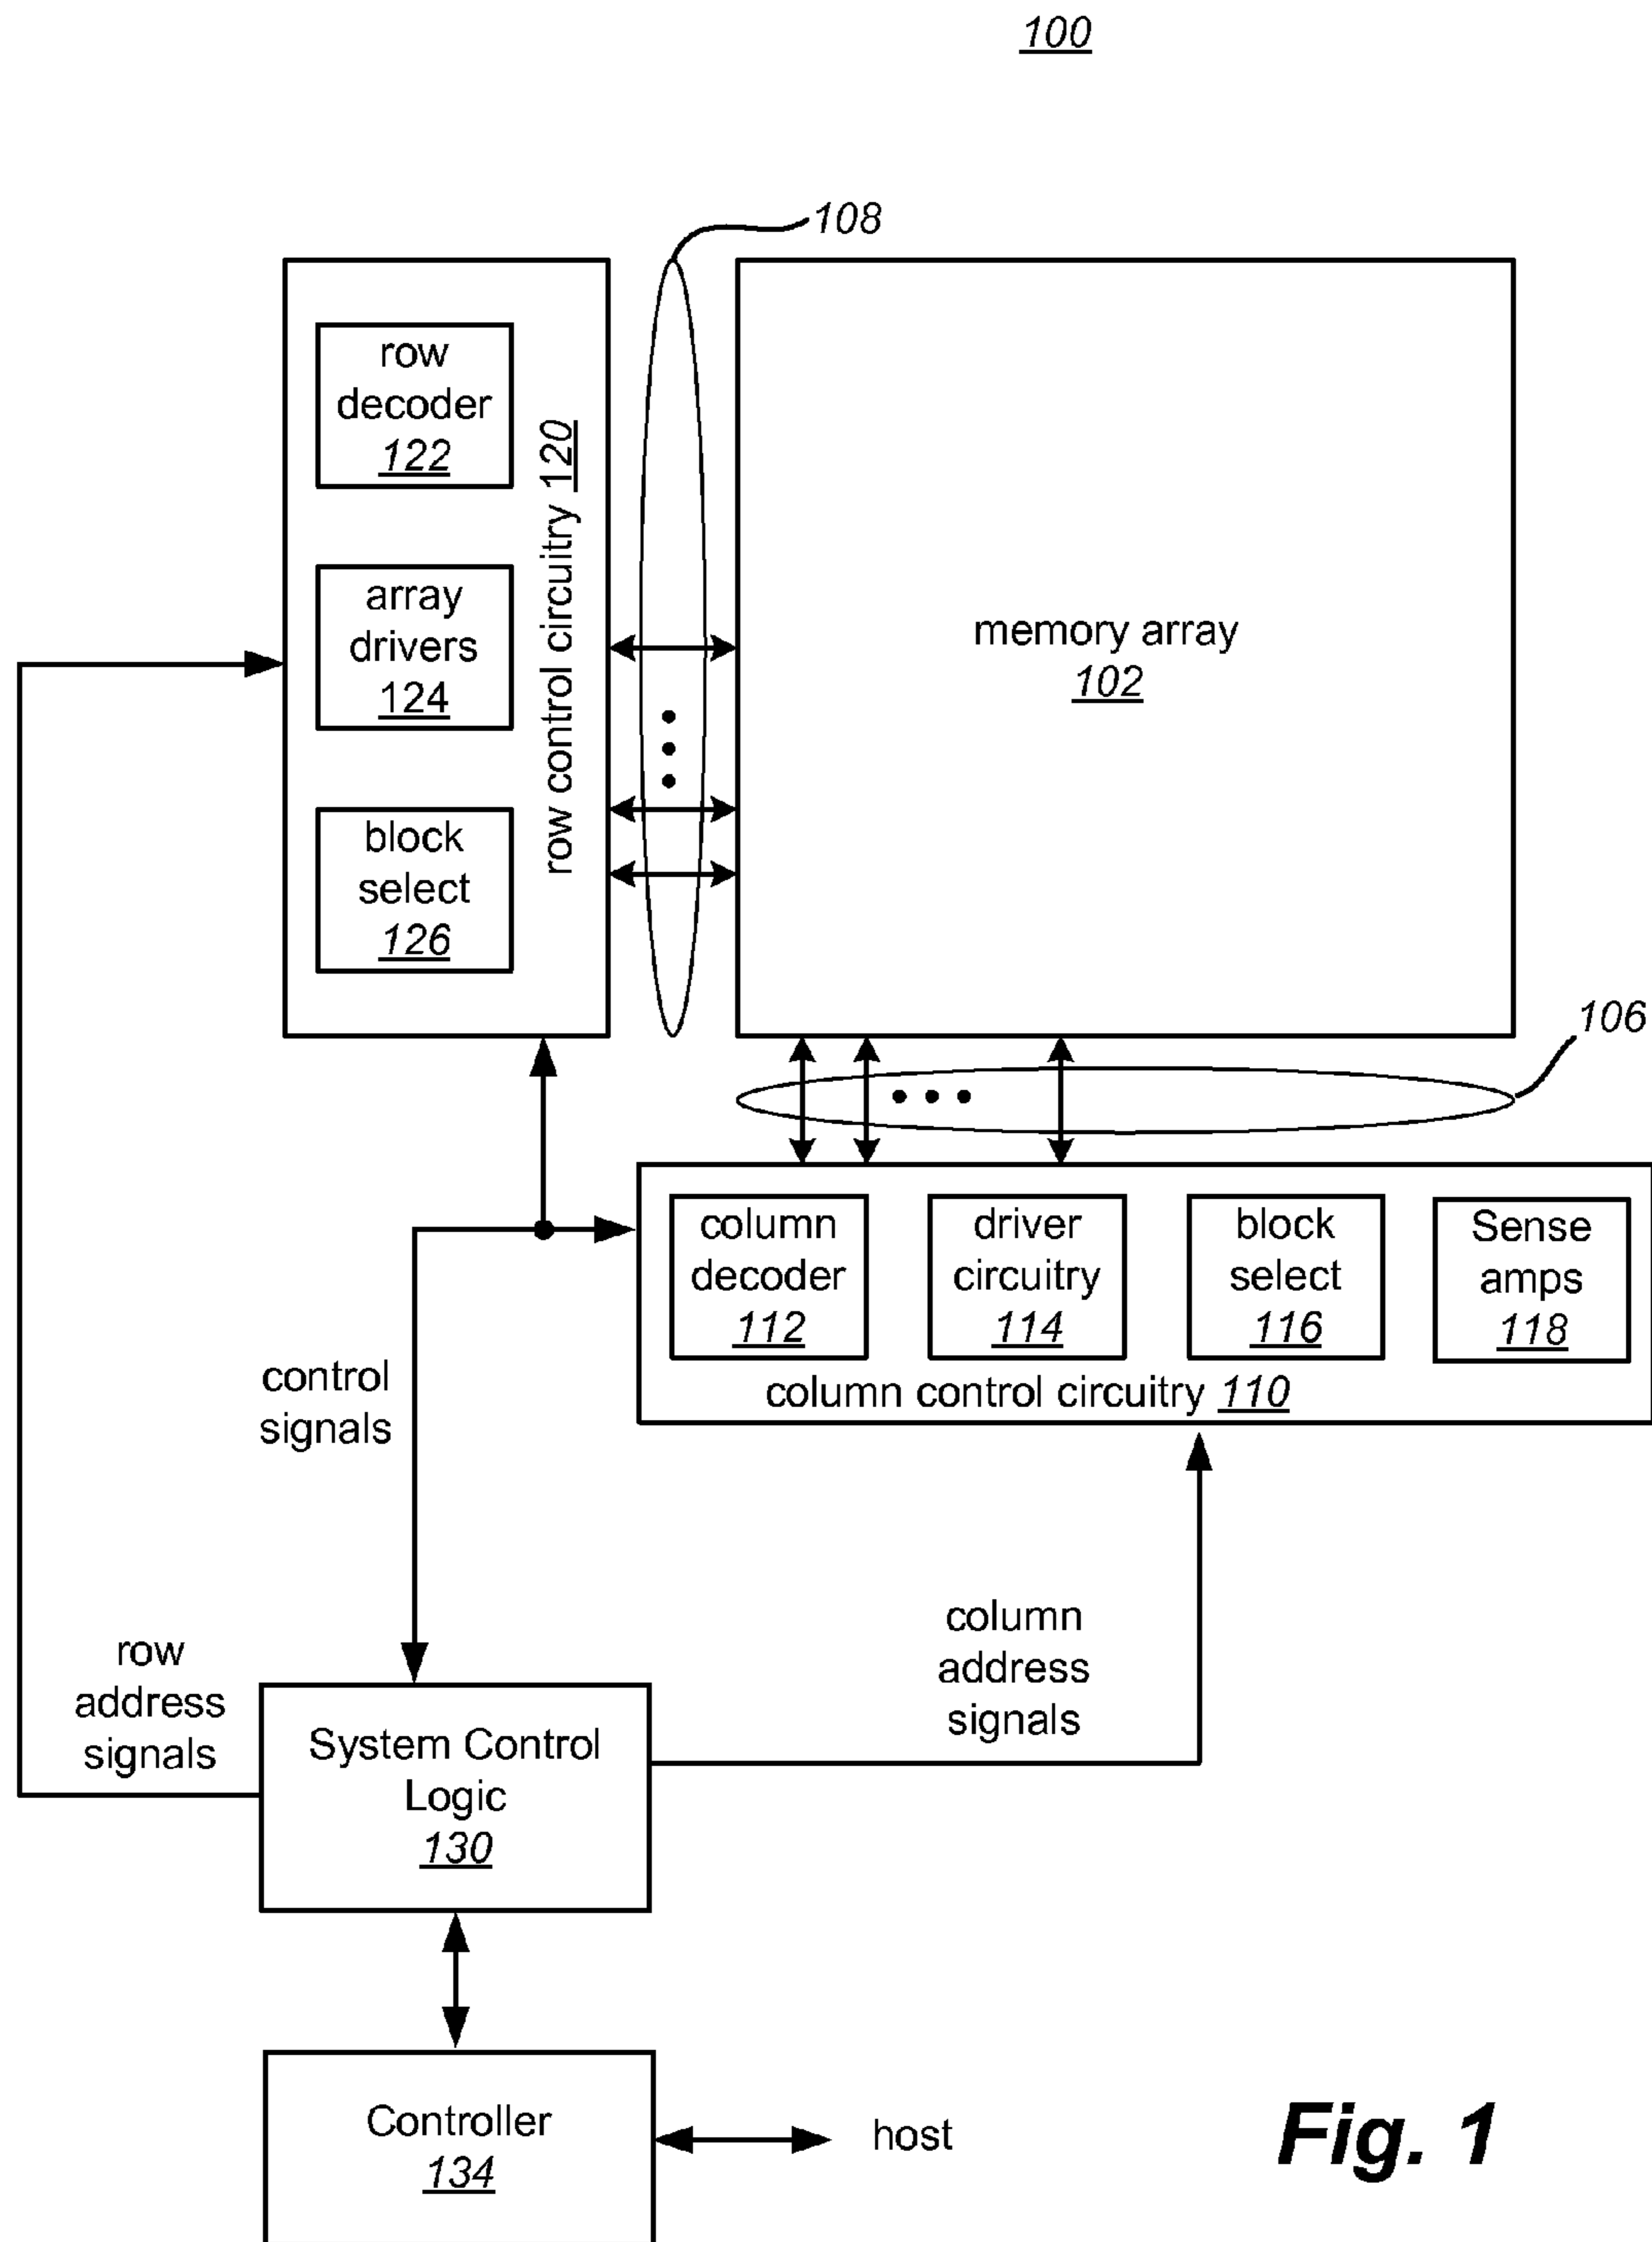 100
108
row
decoder
122
array
drivers
124
block
select
126
row control circuitry 120
memory array
102
106
column
decoder
112
driver
circuitry
114
block
select
116
Sense
amps
118
column control circuitry 110
control
signals
row
address
signals
column
address
signals
System Control
Logic
130
Controller
134
host
Fig. 1